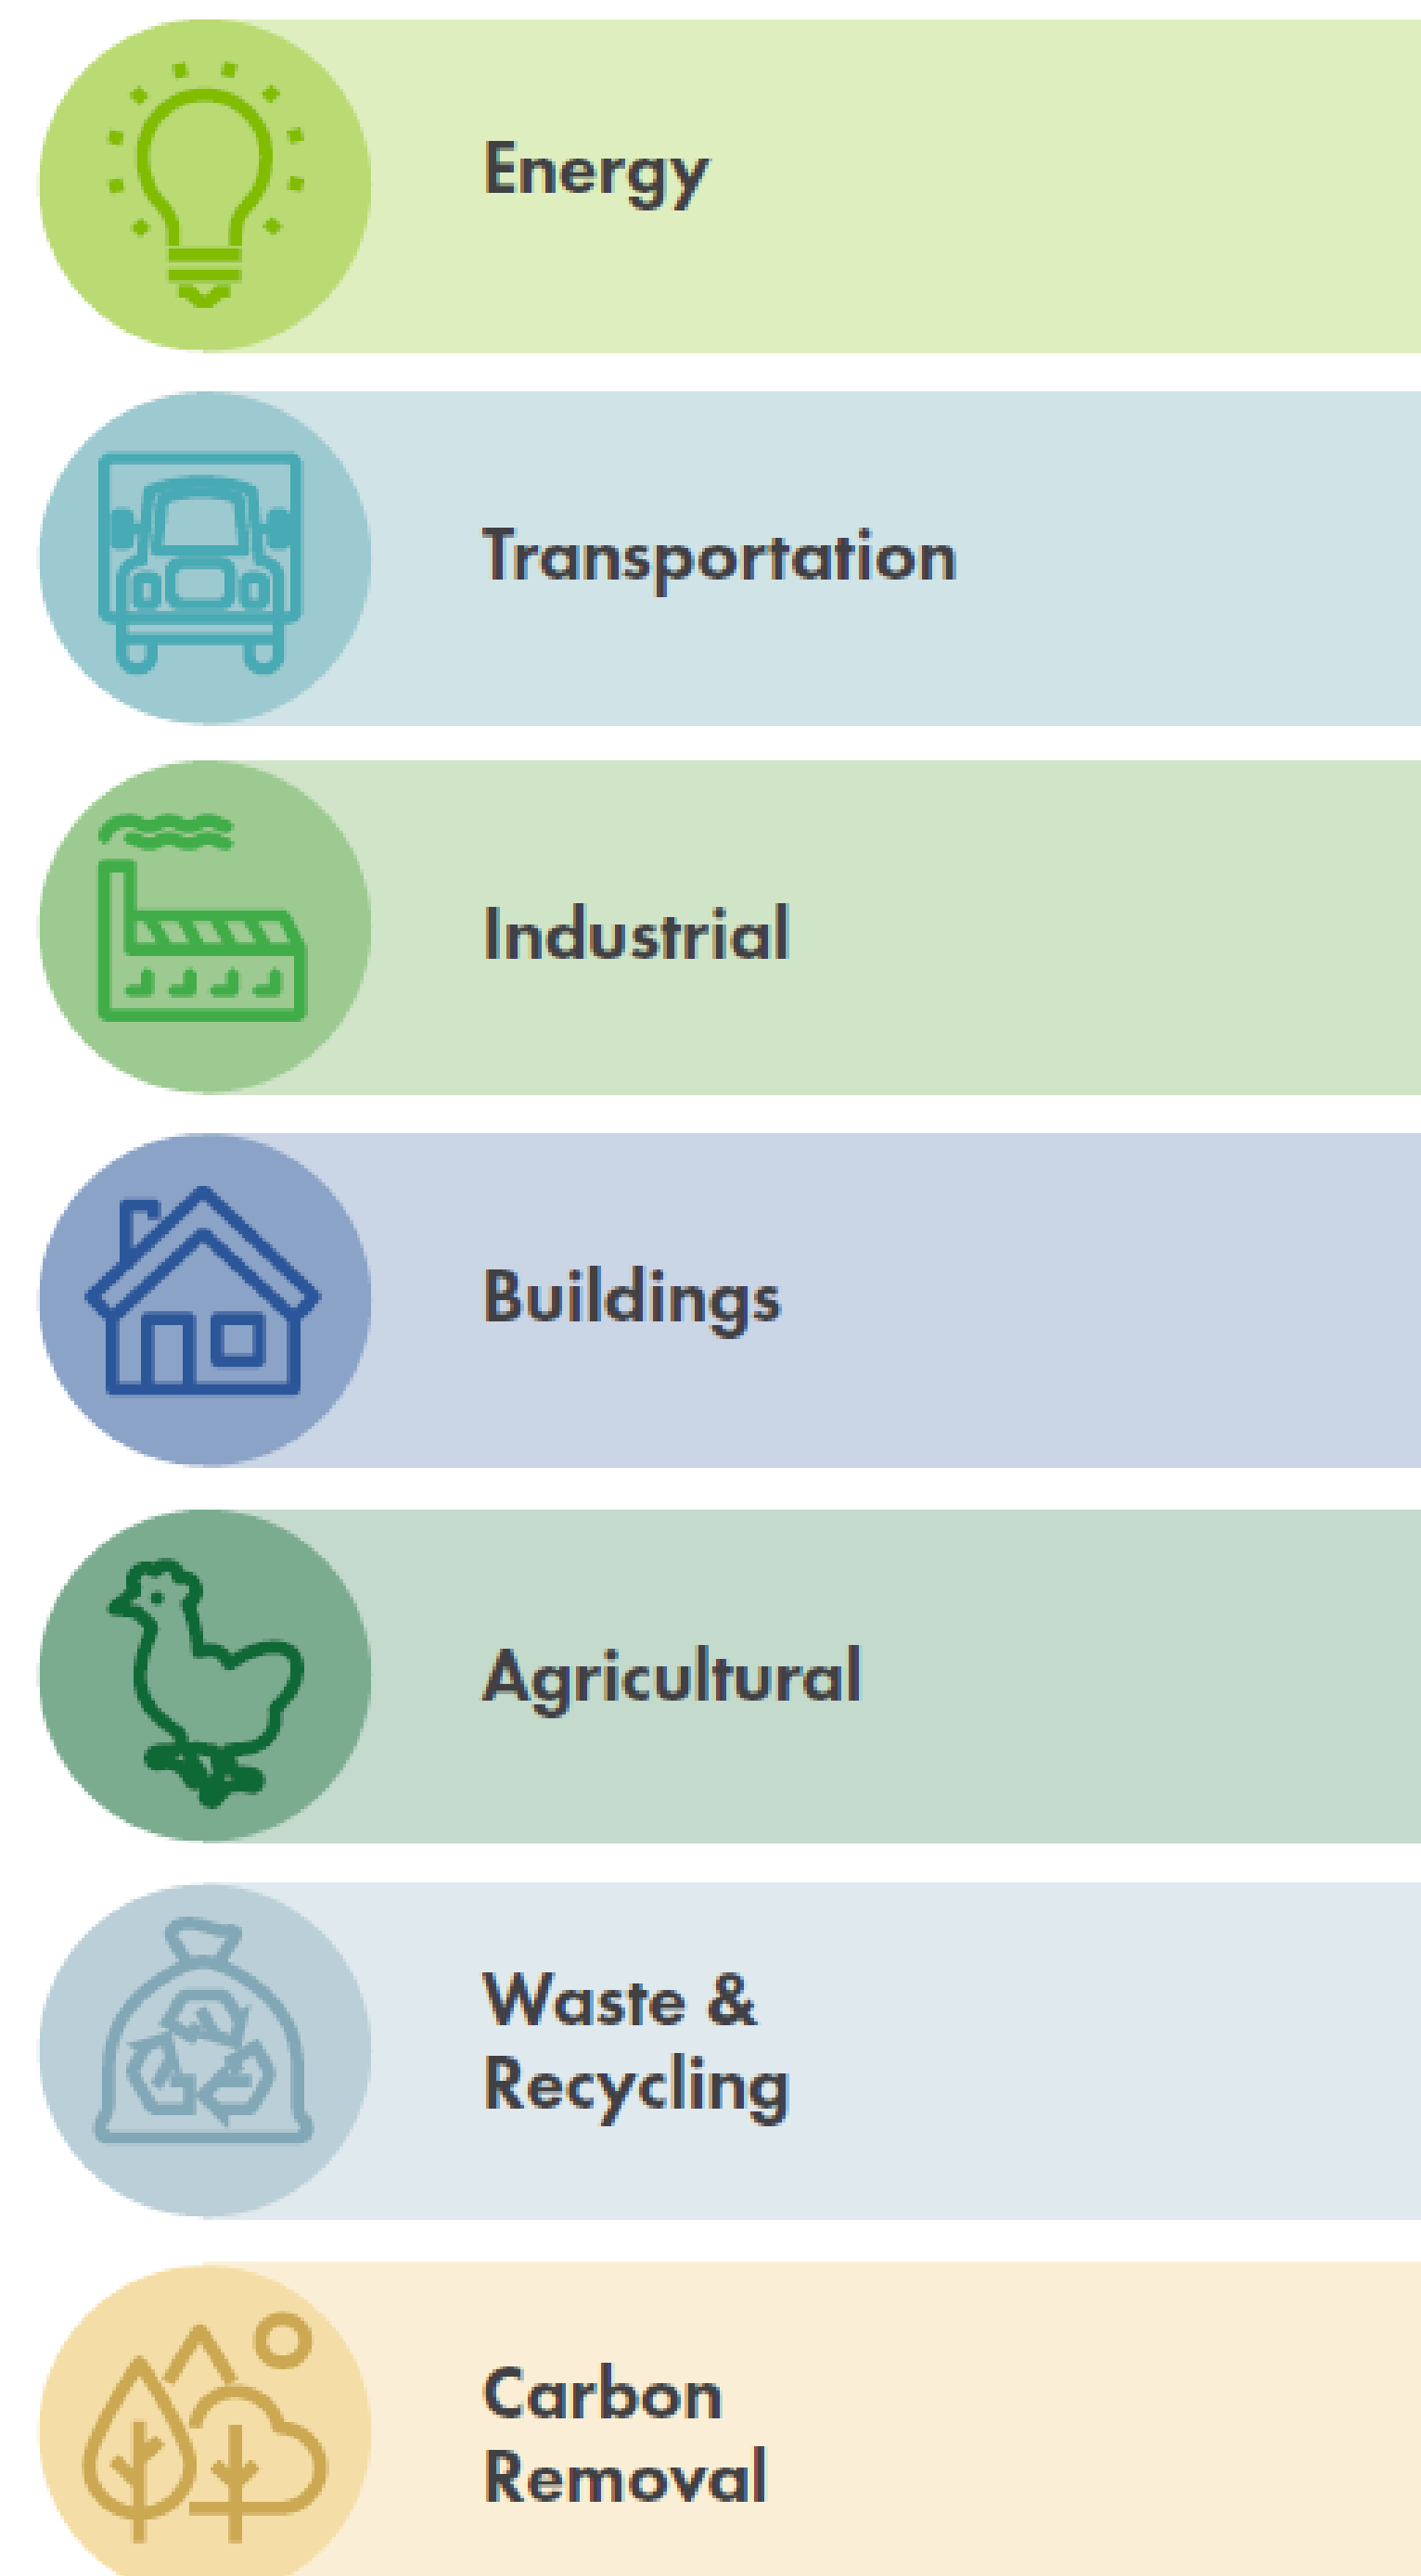 Energy
Transportation
Industrial
Buildings
Agricultural
Waste &
Recycling
Carbon
Removal